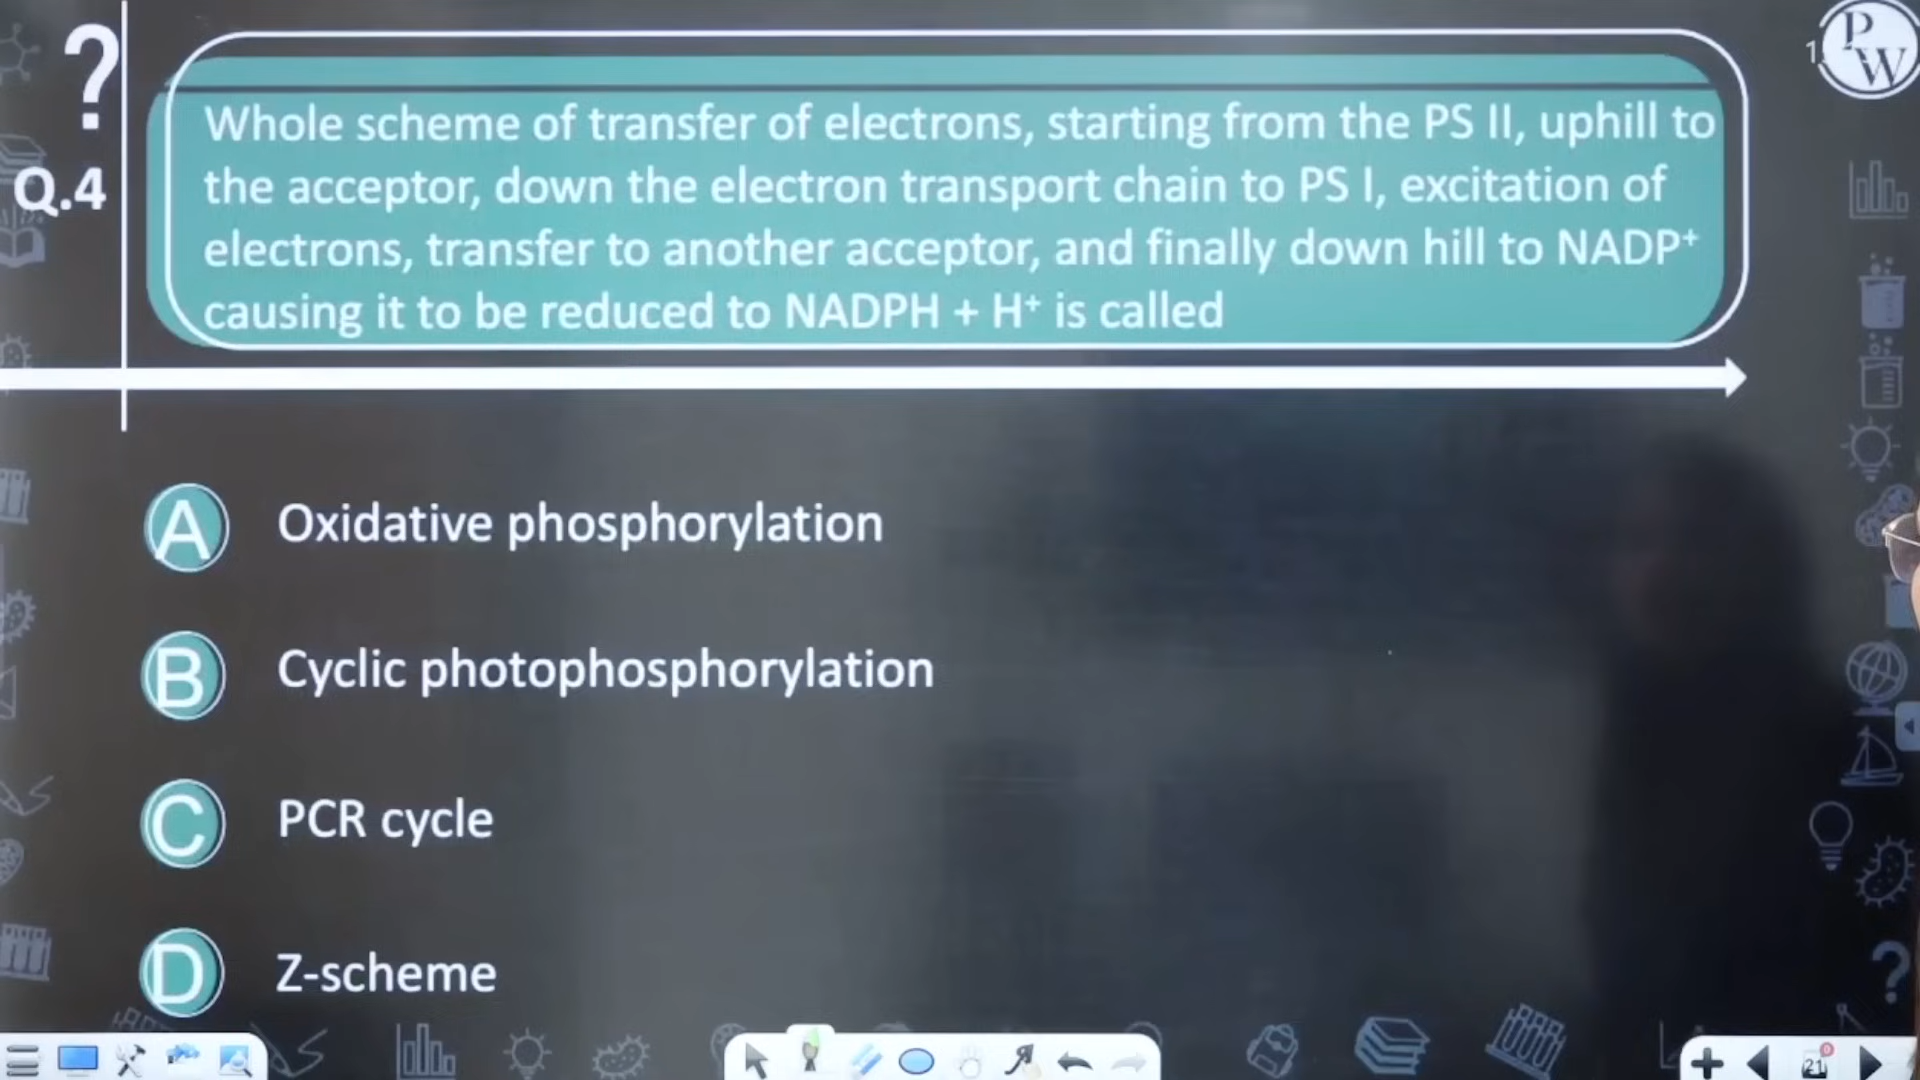 ?
PW
Q.4
Whole scheme of transfer of electrons, starting from the PS II, uphill to
the acceptor, down the electron transport chain to PS I, excitation of
electrons, transfer to another acceptor, and finally down hill to NADP⁺
causing it to be reduced to NADPH + H⁺ is called
A Oxidative phosphorylation
B Cyclic photophosphorylation
C PCR cycle
D Z-scheme
21